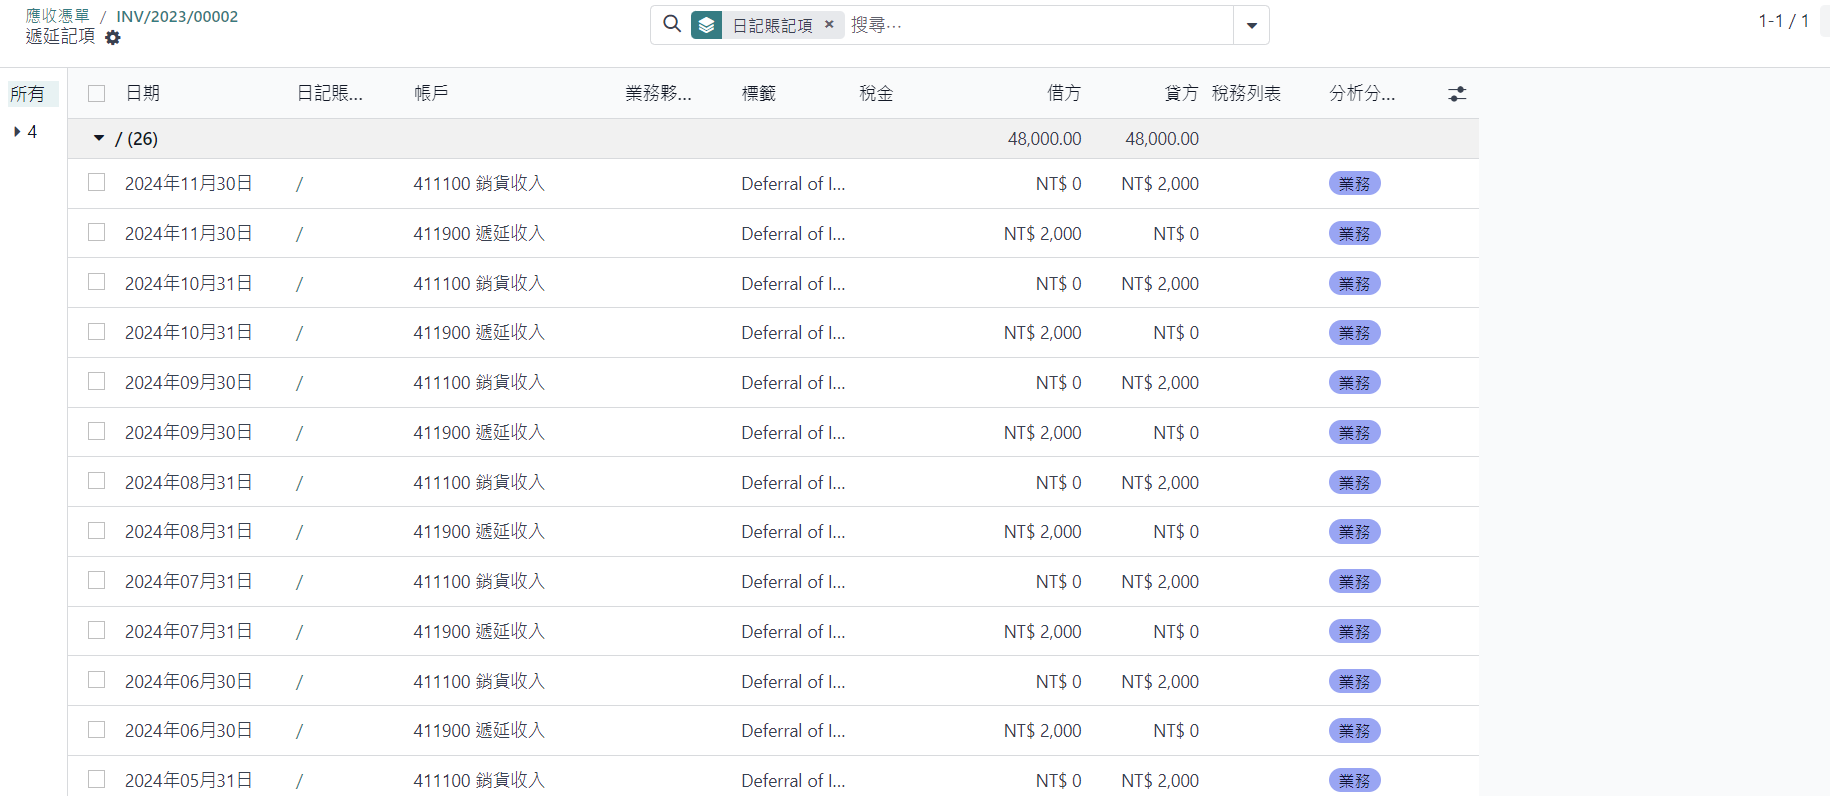 應收憑單 / INV/2023/00002
遞延記項
日記賬記項 × 搜尋…
1-1 / 1
所有
4
日期 日記賬... 帳戶 業務夥... 標籤 稅金 借方 貸方 稅務列表 分析分...
/ (26) 48,000.00 48,000.00
2024年11月30日 / 411100 銷貨收入 Deferral of I... NT$ 0 NT$ 2,000 業務
2024年11月30日 / 411900 遞延收入 Deferral of I... NT$ 2,000 NT$ 0 業務
2024年10月31日 / 411100 銷貨收入 Deferral of I... NT$ 0 NT$ 2,000 業務
2024年10月31日 / 411900 遞延收入 Deferral of I... NT$ 2,000 NT$ 0 業務
2024年09月30日 / 411100 銷貨收入 Deferral of I... NT$ 0 NT$ 2,000 業務
2024年09月30日 / 411900 遞延收入 Deferral of I... NT$ 2,000 NT$ 0 業務
2024年08月31日 / 411100 銷貨收入 Deferral of I... NT$ 0 NT$ 2,000 業務
2024年08月31日 / 411900 遞延收入 Deferral of I... NT$ 2,000 NT$ 0 業務
2024年07月31日 / 411100 銷貨收入 Deferral of I... NT$ 0 NT$ 2,000 業務
2024年07月31日 / 411900 遞延收入 Deferral of I... NT$ 2,000 NT$ 0 業務
2024年06月30日 / 411100 銷貨收入 Deferral of I... NT$ 0 NT$ 2,000 業務
2024年06月30日 / 411900 遞延收入 Deferral of I... NT$ 2,000 NT$ 0 業務
2024年05月31日 / 411100 銷貨收入 Deferral of I... NT$ 0 NT$ 2,000 業務